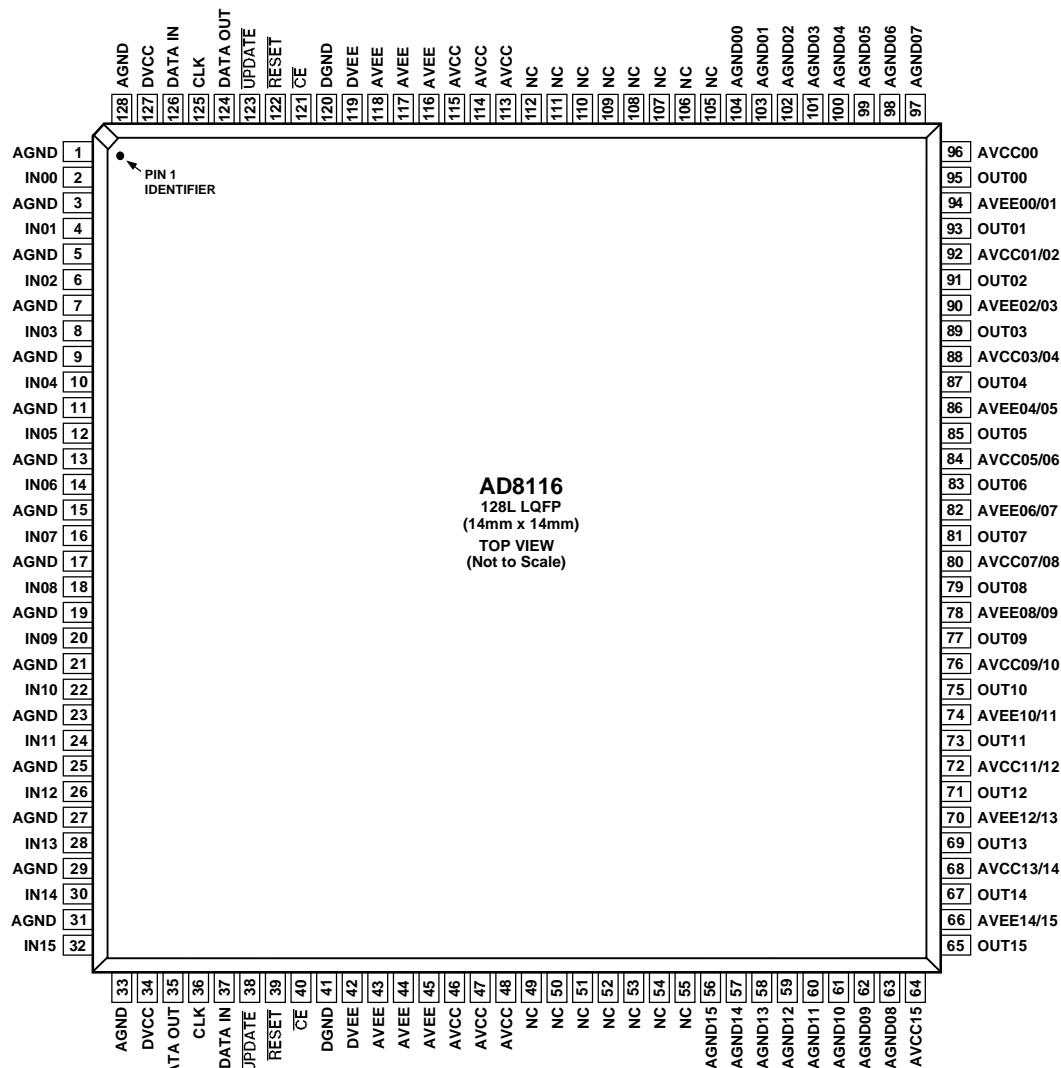 AGND 128
DVCC 127
DATA IN 126
CLK 125
DATA OUT 124
UPDATE 123
RESET 122
CE 121
DGND 120
DVEE 119
AVEE 118
AVEE 117
AVEE 116
AVCC 115
AVCC 114
AVCC 113
NC 112
NC 111
NC 110
NC 109
NC 108
NC 107
NC 106
NC 105
AGND00 104
AGND01 103
AGND02 102
AGND03 101
AGND04 100
AGND05 99
AGND06 98
AGND07 97
AGND 1
IN00 2
AGND 3
IN01 4
AGND 5
IN02 6
AGND 7
IN03 8
AGND 9
IN04 10
AGND 11
IN05 12
AGND 13
IN06 14
AGND 15
IN07 16
AGND 17
IN08 18
AGND 19
IN09 20
AGND 21
IN10 22
AGND 23
IN11 24
AGND 25
IN12 26
AGND 27
IN13 28
AGND 29
IN14 30
AGND 31
IN15 32
PIN 1
IDENTIFIER
AD8116
128L LQFP
(14mm x 14mm)
TOP VIEW
(Not to Scale)
96 AVCC00
95 OUT00
94 AVEE00/01
93 OUT01
92 AVCC01/02
91 OUT02
90 AVEE02/03
89 OUT03
88 AVCC03/04
87 OUT04
86 AVEE04/05
85 OUT05
84 AVCC05/06
83 OUT06
82 AVEE06/07
81 OUT07
80 AVCC07/08
79 OUT08
78 AVEE08/09
77 OUT09
76 AVCC09/10
75 OUT10
74 AVEE10/11
73 OUT11
72 AVCC11/12
71 OUT12
70 AVEE12/13
69 OUT13
68 AVCC13/14
67 OUT14
66 AVEE14/15
65 OUT15
AGND 33
DVCC 34
ATA OUT 35
CLK 36
DATA IN 37
UPDATE 38
RESET 39
CE 40
DGND 41
DVEE 42
AVEE 43
AVEE 44
AVEE 45
AVCC 46
AVCC 47
AVCC 48
NC 49
NC 50
NC 51
NC 52
NC 53
NC 54
NC 55
AGND15 56
AGND14 57
AGND13 58
AGND12 59
AGND11 60
AGND10 61
AGND09 62
AGND08 63
AVCC15 64